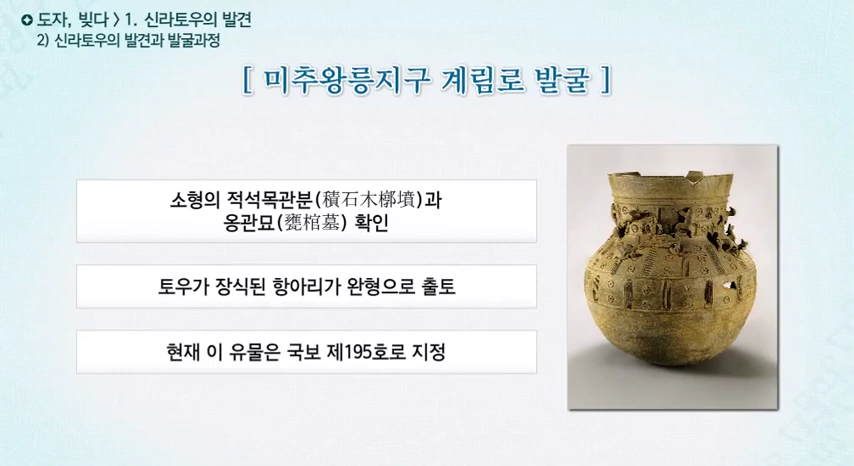 도자, 빚다 > 1. 신라토우의 발견
2) 신라토우의 발견과 발굴과정
[ 미추왕릉지구 계림로 발굴 ]
소형의 적석목관분(積石木槨墳)과
옹관묘(甕棺墓) 확인
토우가 장식된 항아리가 완형으로 출토
현재 이 유물은 국보 제195호로 지정